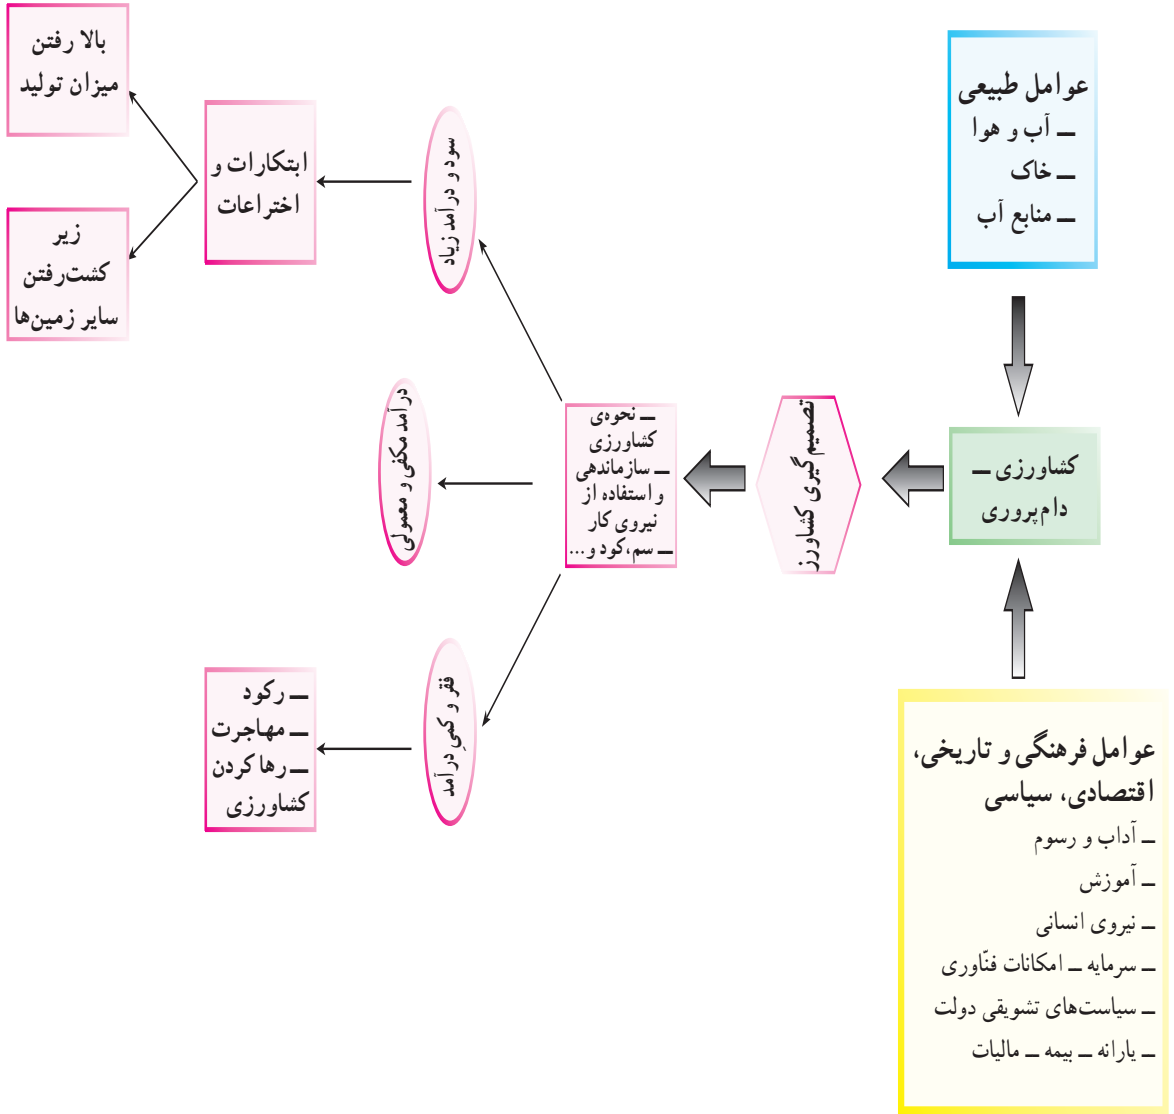 عوامل طبیعی
ــ آب و هوا
ــ خاک
ــ منابع آب
کشاورزی ــ
دام‌پروری
عوامل فرهنگی و تاریخی،
اقتصادی، سیاسی
ــ آداب و رسوم
ــ آموزش
ــ نیروی انسانی
ــ سرمایه ــ امکانات فنّاوری
ــ سیاست‌های تشویقی دولت
ــ یارانه ــ بیمه ــ مالیات
تصمیم گیری کشاورز
ــ نحوه‌ی
کشاورزی
ــ سازماندهی
و استفاده از
نیروی کار
ــ سم،کود و...
سود و درآمد زیاد
درآمد مکفی و معمولی
فقر و کمیِ درآمد
ابتکارات و
اختراعات
بالا رفتن
میزان تولید
زیر
کشت‌رفتن
سایر زمین‌ها
ــ رکود
ــ مهاجرت
ــ رها کردن
کشاورزی